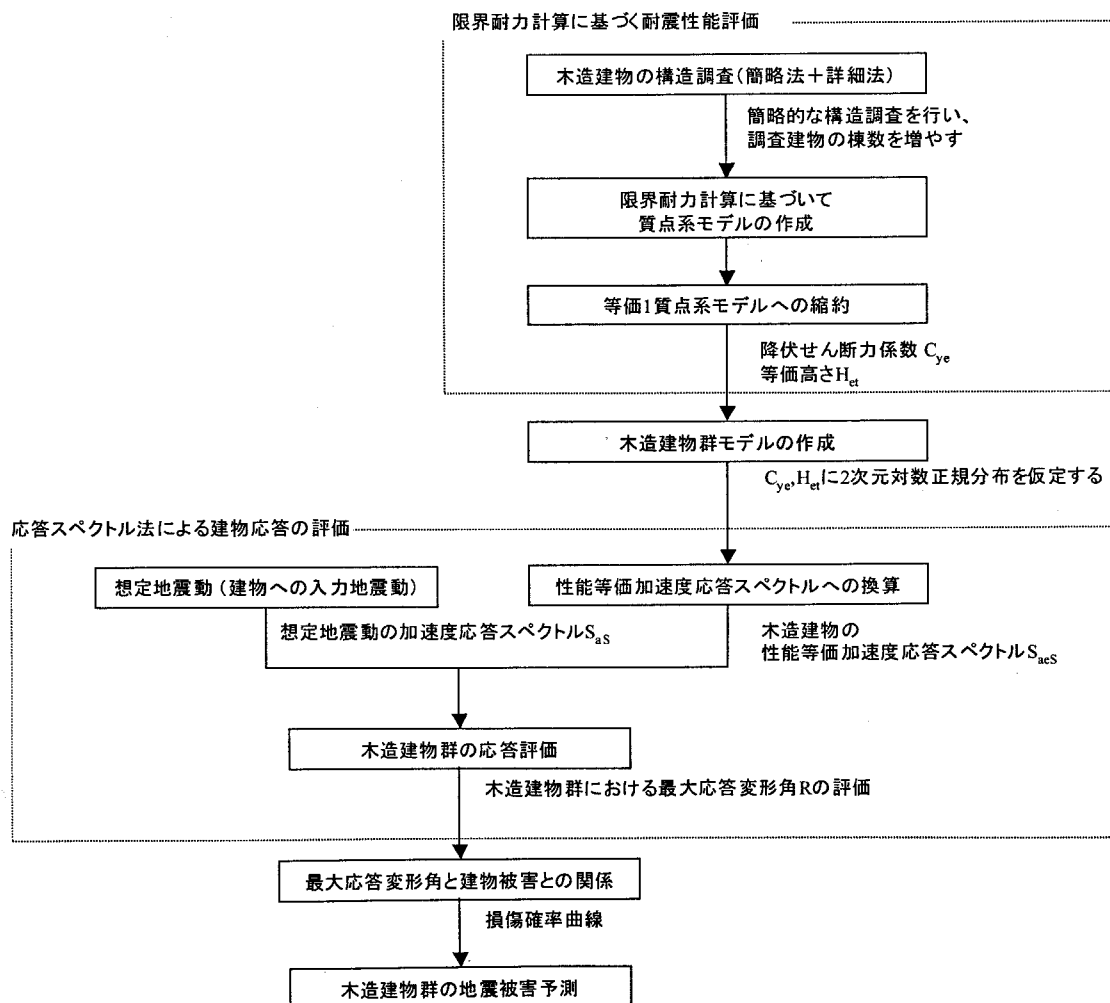 限界耐力計算に基づく耐震性能評価
木造建物の構造調査(簡略法+詳細法)
簡略的な構造調査を行い、
調査建物の棟数を増やす
限界耐力計算に基づいて
質点系モデルの作成
等価1質点系モデルへの縮約
降伏せん断力係数 Cye
等価高さHet
木造建物群モデルの作成
Cye,Hetに2次元対数正規分布を仮定する
応答スペクトル法による建物応答の評価
想定地震動(建物への入力地震動)
性能等価加速度応答スペクトルへの換算
想定地震動の加速度応答スペクトルSaS
木造建物の
性能等価加速度応答スペクトルSaeS
木造建物群の応答評価
木造建物群における最大応答変形角Rの評価
最大応答変形角と建物被害との関係
損傷確率曲線
木造建物群の地震被害予測